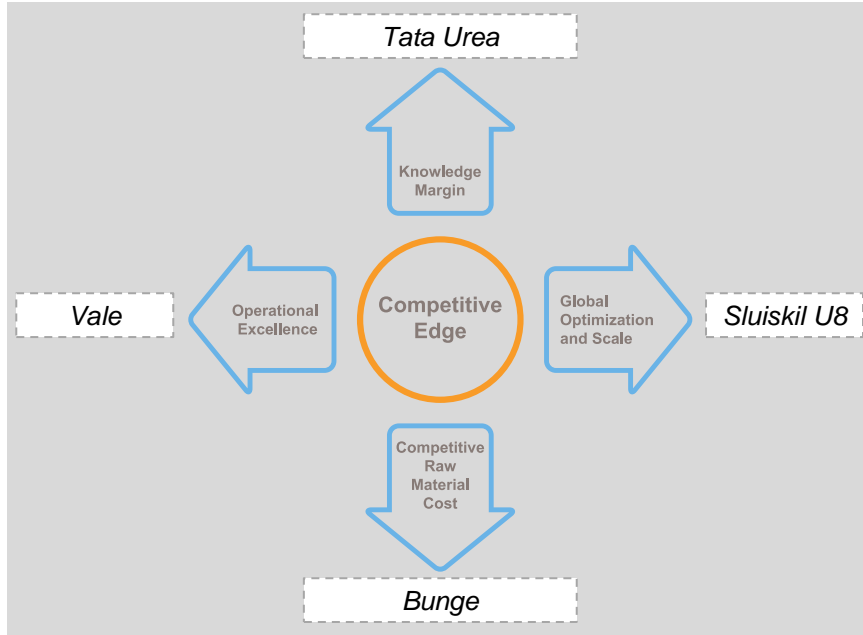 Tata Urea
Knowledge
Margin
Vale
Operational
Excellence
Competitive
Edge
Global
Optimization
and Scale
Sluiskil U8
Competitive
Raw
Material
Cost
Bunge